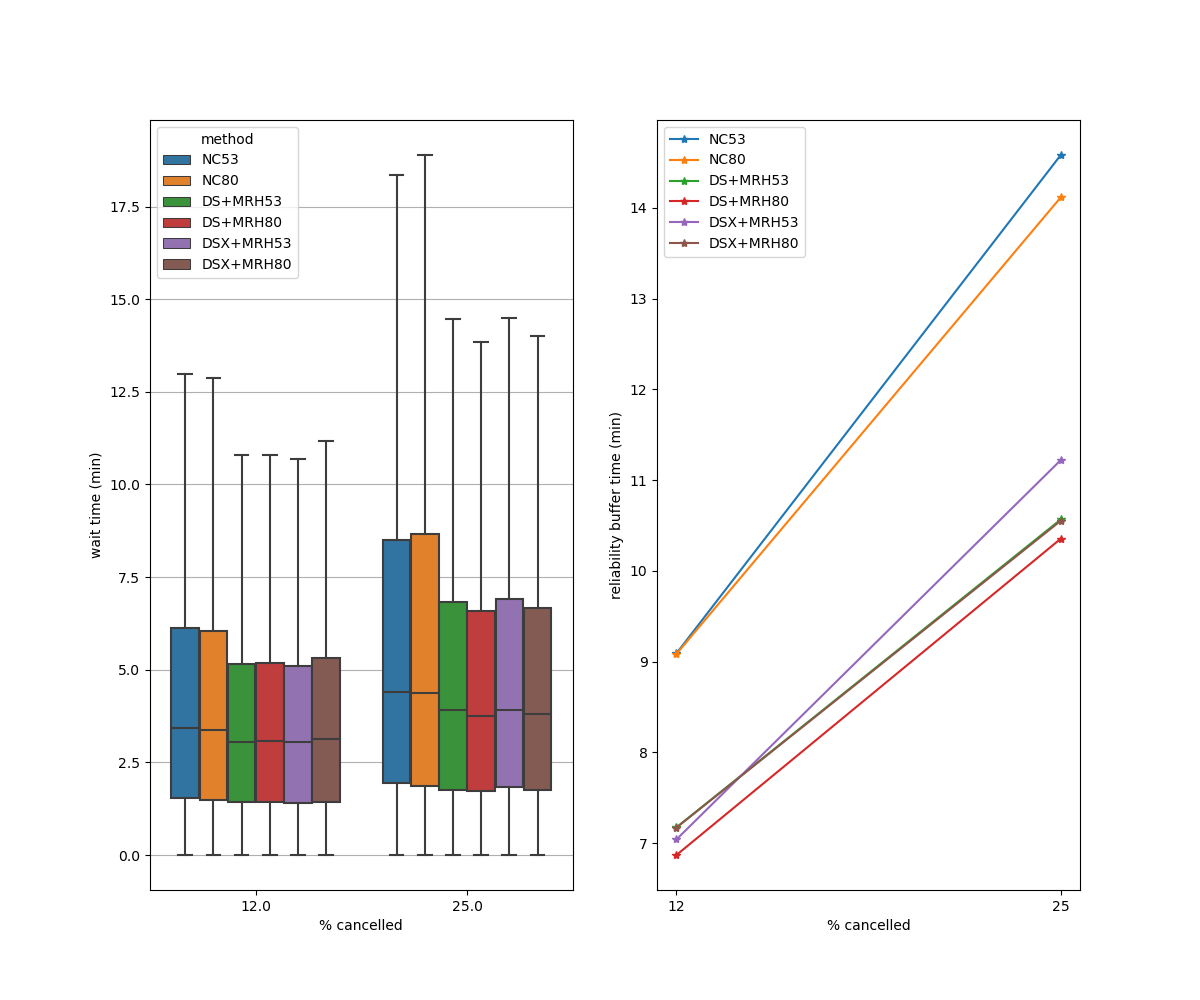 method
NC53
NC80
DS+MRH53
DS+MRH80
DSX+MRH53
DSX+MRH80
17.5
15.0
12.5
10.0
7.5
5.0
2.5
0.0
wait time (min)
12.0
25.0
% cancelled
NC53
NC80
DS+MRH53
DS+MRH80
DSX+MRH53
DSX+MRH80
14
13
12
11
10
9
8
7
reliability buffer time (min)
12
25
% cancelled